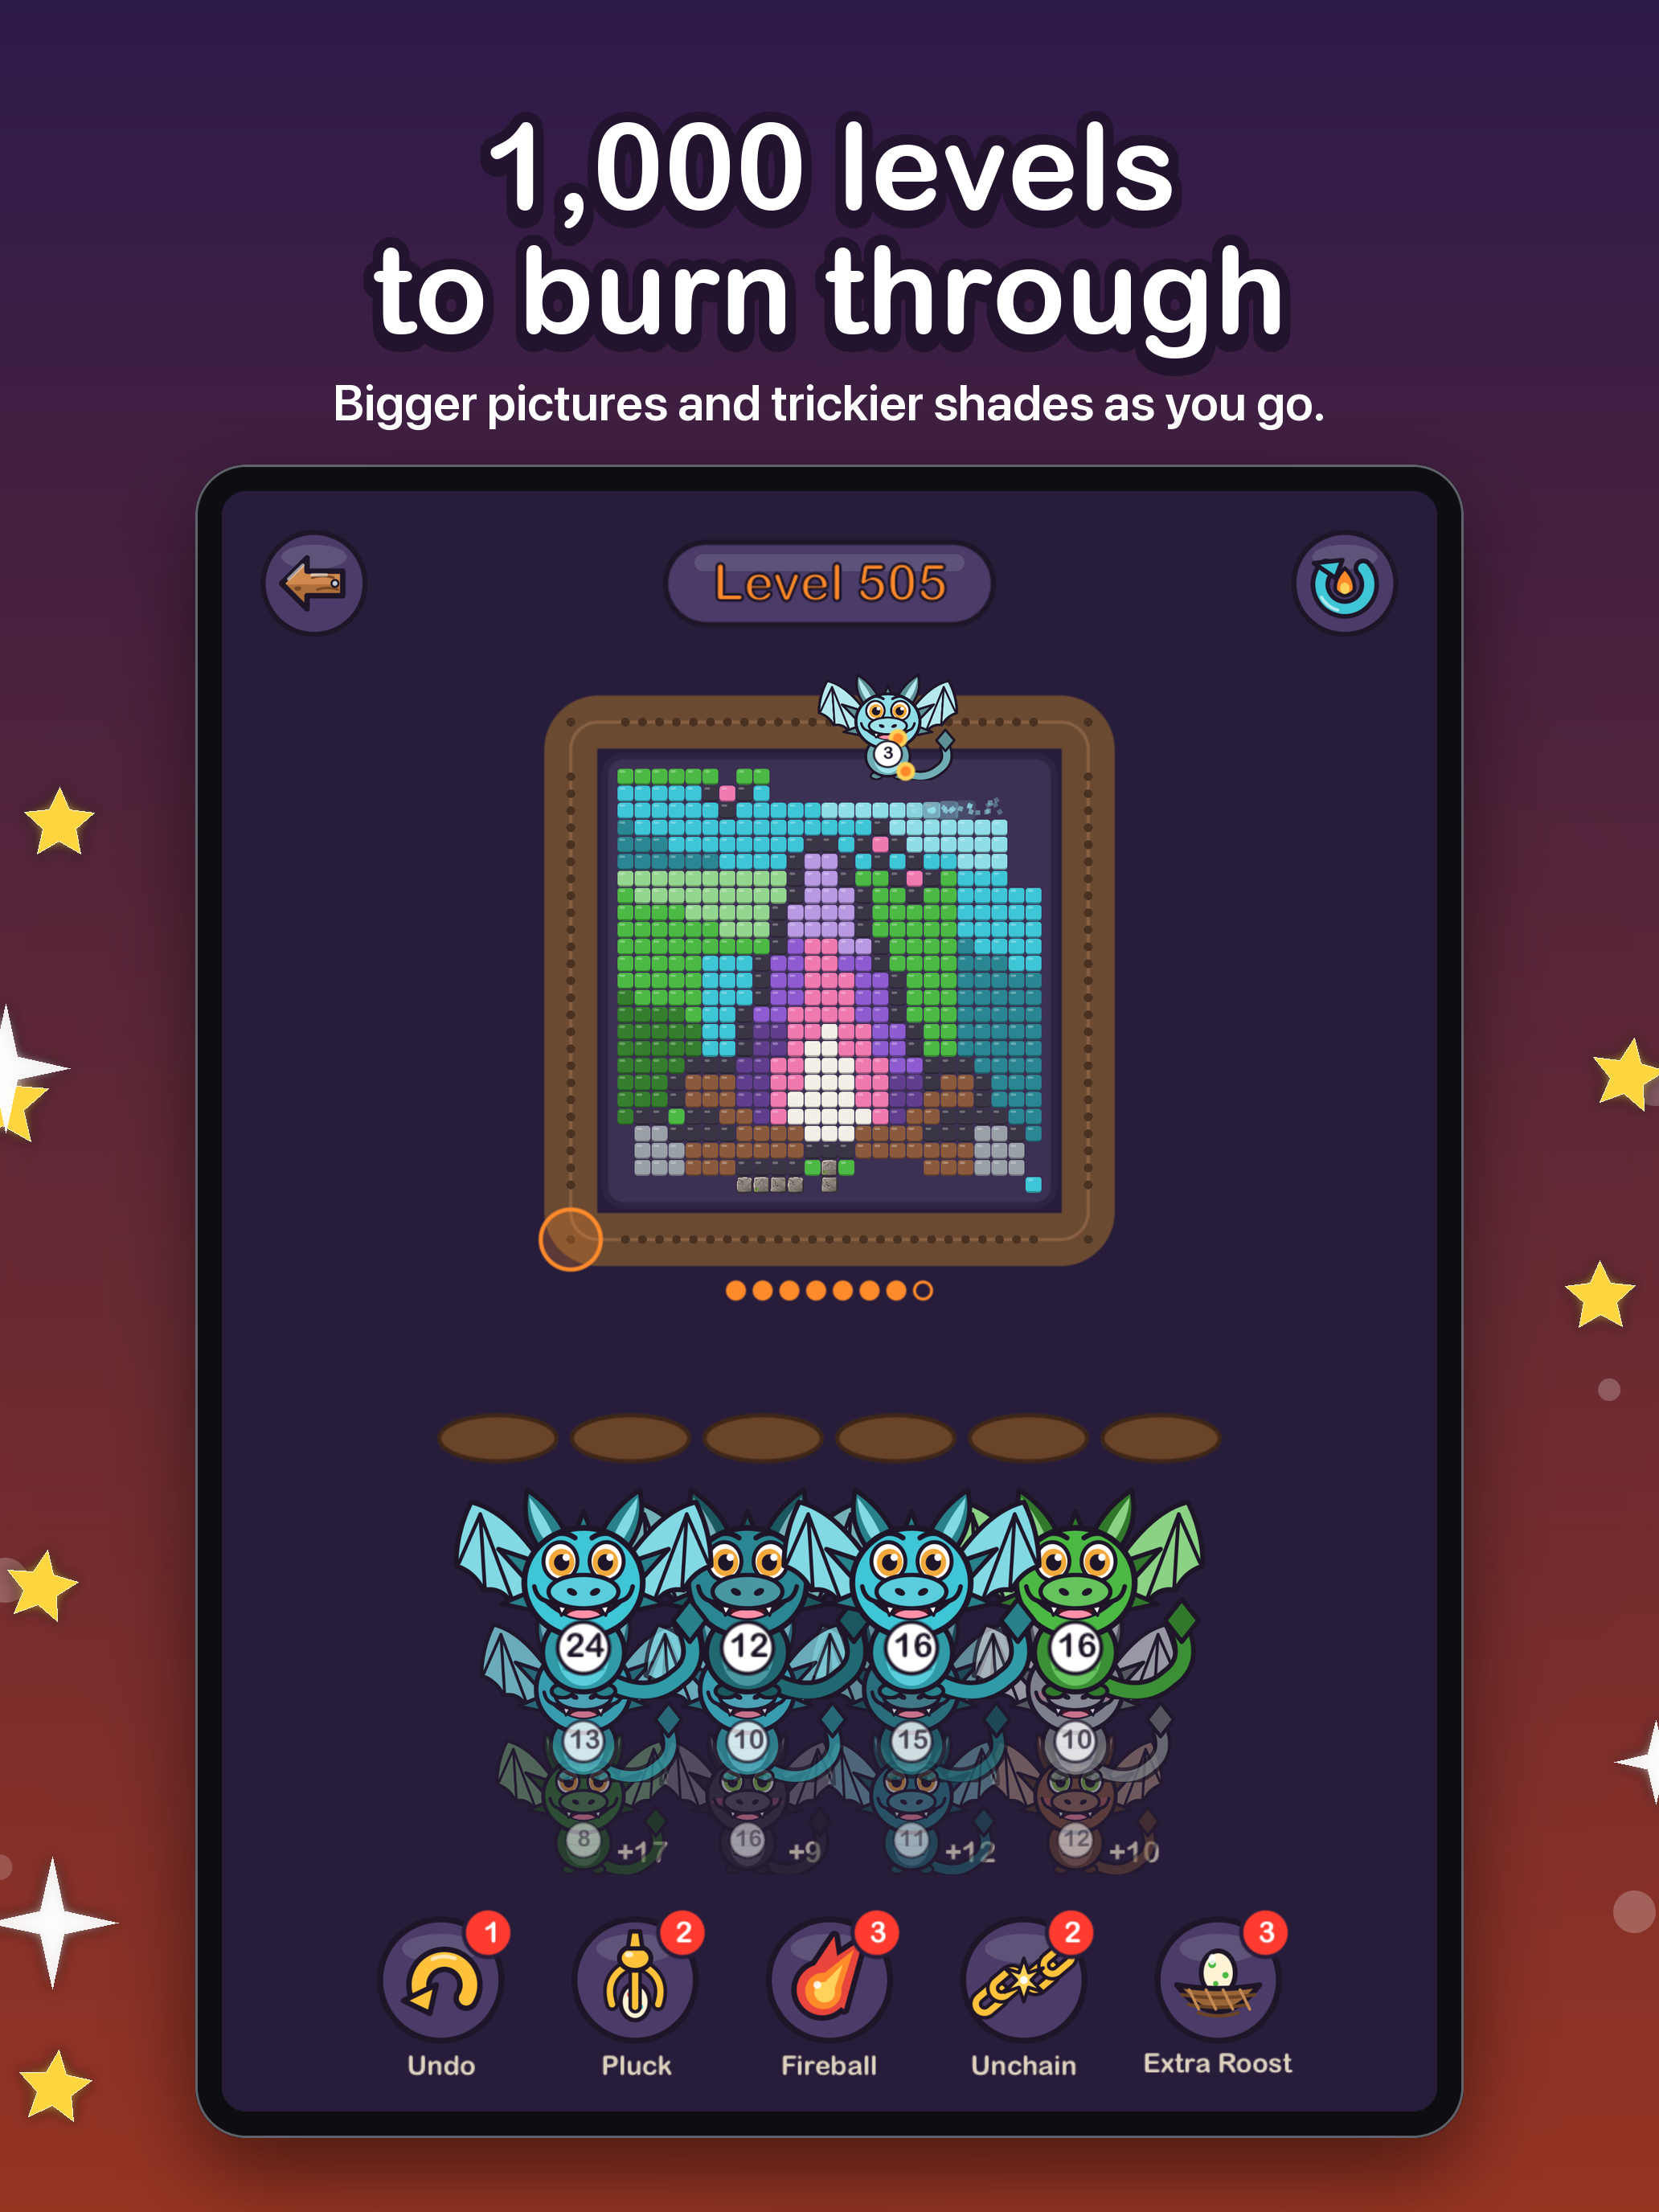 1,000 levels
to burn through
Bigger pictures and trickier shades as you go.
Level 505
3
24 12 16 16
13 10 15 10
8 +17 16 +9 11 +12 12 +10
1 2 3 2 3
Undo Pluck Fireball Unchain Extra Roost